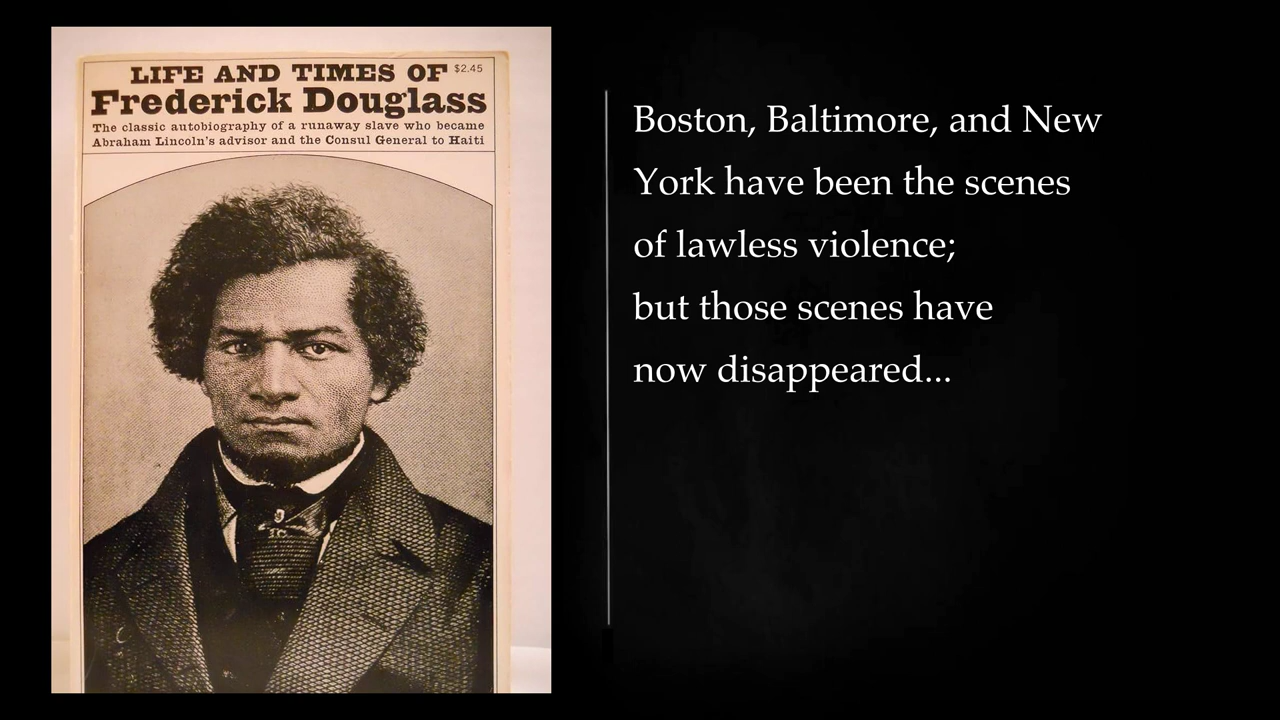 LIFE AND TIMES OF $2.45
Frederick Douglass
The classic autobiography of a runaway slave who became
Abraham Lincoln's advisor and the Consul General to Haiti
Boston, Baltimore, and New
York have been the scenes
of lawless violence;
but those scenes have
now disappeared...